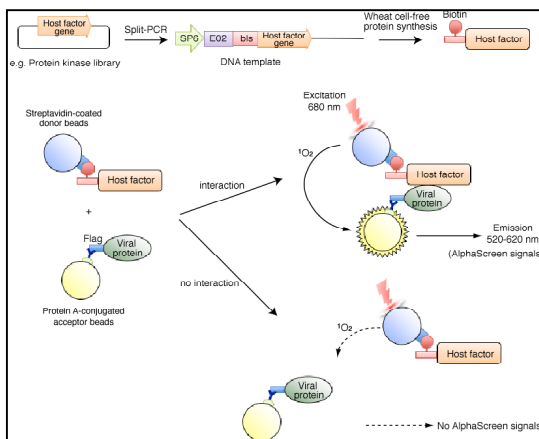 Host factor
gene
e.g. Protein kinase library
Split-PCR
SP6
E02
bls
Host factor
gene
DNA template
Wheat cell-free
protein synthesis
Biotin
Host factor
Streptavidin-coated
donor beads
Host factor
+
Flag
Viral
protein
Protein A-conjugated
acceptor beads
interaction
no interaction
Excitation
680 nm
¹O₂
Host factor
Viral
protein
Emission
520-620 nm
(AlphaScreen signals)
¹O₂
Host factor
Viral
protein
No AlphaScreen signals